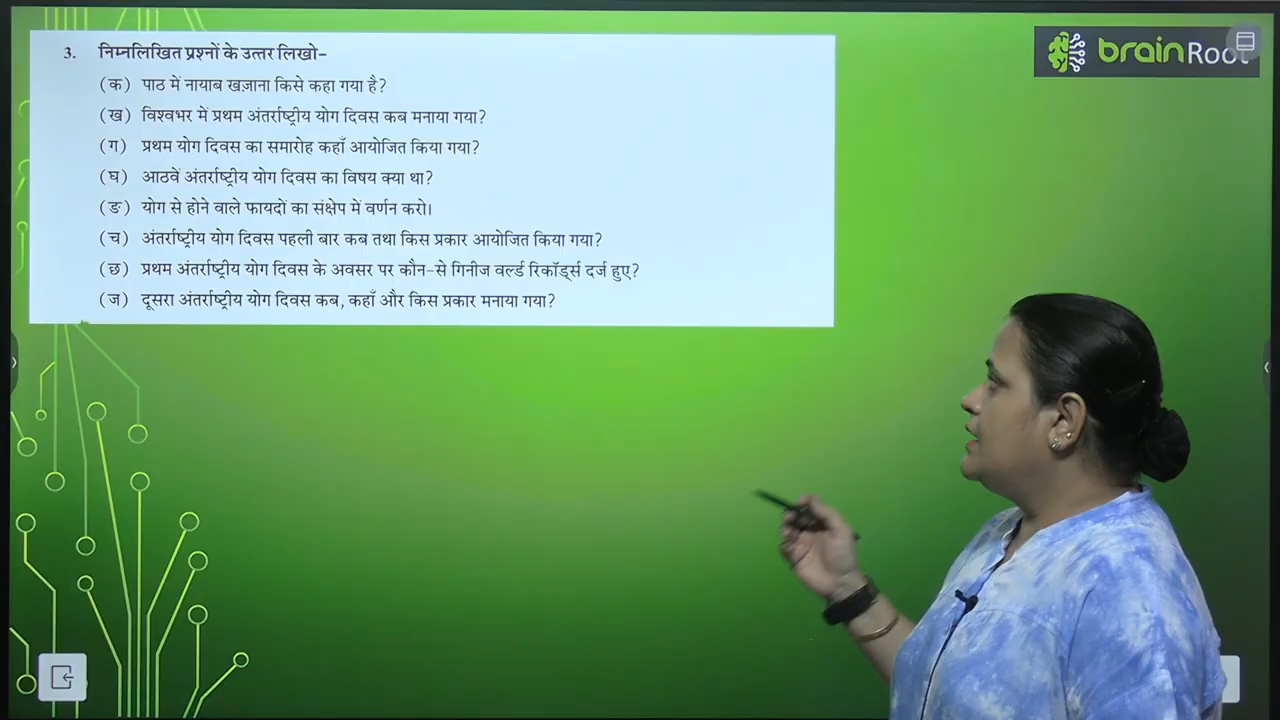 3. निम्नलिखित प्रश्नों के उत्तर लिखो–
(क) पाठ में नायाब खज़ाना किसे कहा गया है?
(ख) विश्वभर में प्रथम अंतर्राष्ट्रीय योग दिवस कब मनाया गया?
(ग) प्रथम योग दिवस का समारोह कहाँ आयोजित किया गया?
(घ) आठवें अंतर्राष्ट्रीय योग दिवस का विषय क्या था?
(ङ) योग से होने वाले फायदों का संक्षेप में वर्णन करो।
(च) अंतर्राष्ट्रीय योग दिवस पहली बार कब तथा किस प्रकार आयोजित किया गया?
(छ) प्रथम अंतर्राष्ट्रीय योग दिवस के अवसर पर कौन–से गिनीज वर्ल्ड रिकॉर्ड्स दर्ज हुए?
(ज) दूसरा अंतर्राष्ट्रीय योग दिवस कब, कहाँ और किस प्रकार मनाया गया?
brainRoot